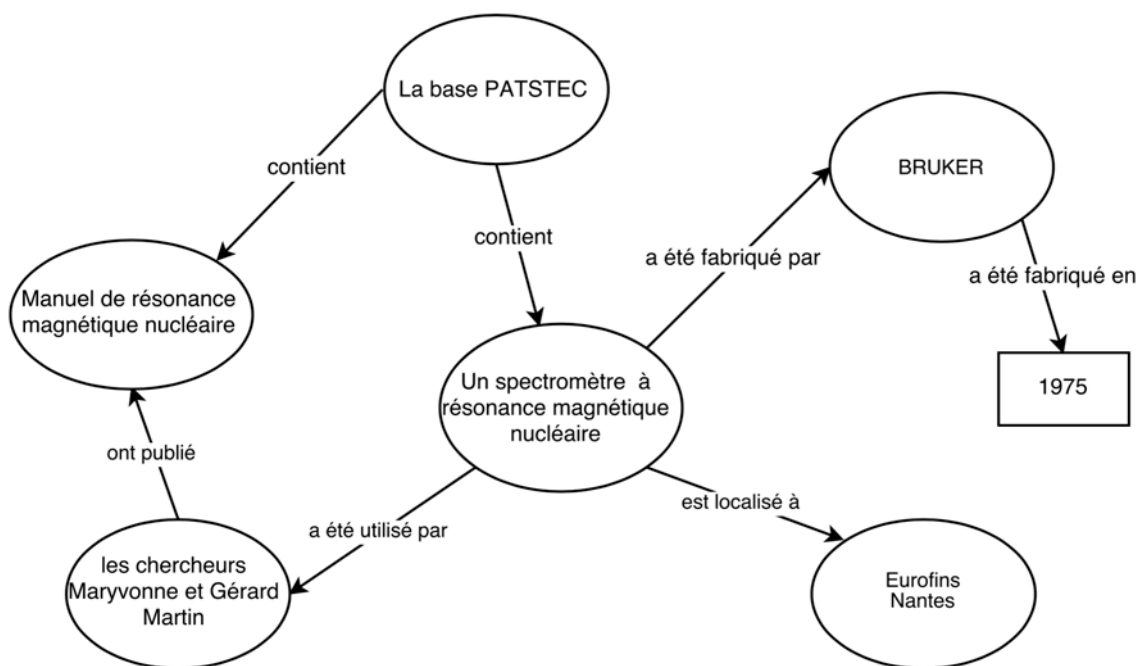 La base PATSTEC
contient
BRUKER
contient
a été fabriqué par
a été fabriqué en
Manuel de résonance
magnétique nucléaire
Un spectromètre à
résonance magnétique
nucléaire
1975
ont publié
a été utilisé par
est localisé à
les chercheurs
Maryvonne et Gérard
Martin
Eurofins
Nantes